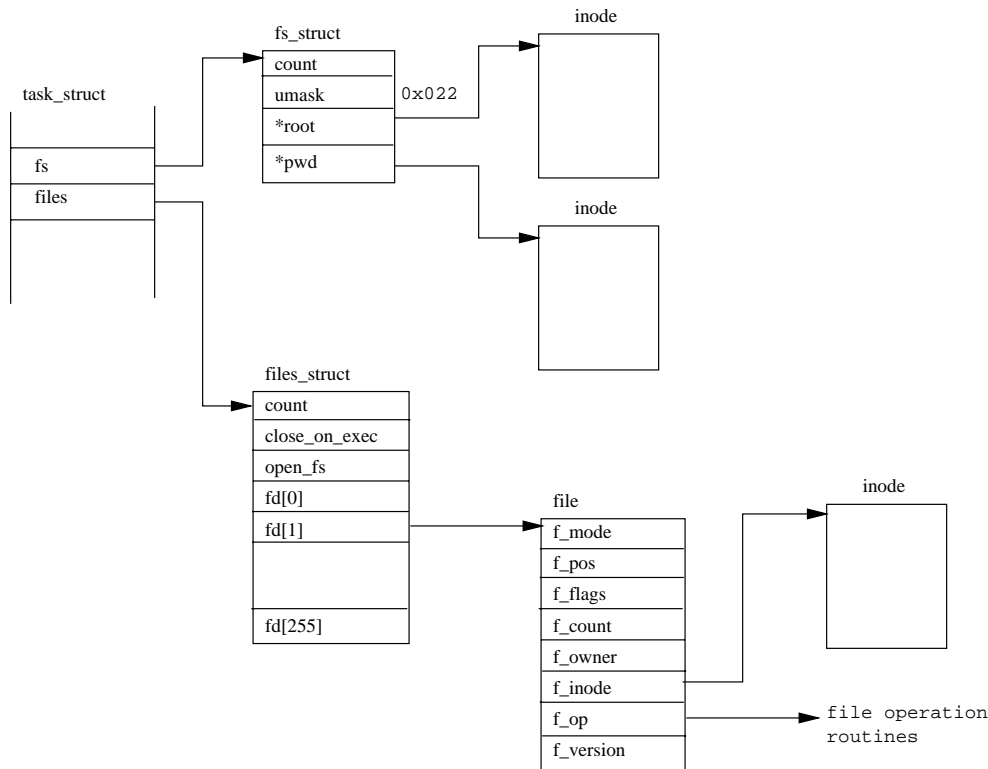 inode
fs_struct
count
umask
0x022
*root
*pwd
task_struct
fs
files
inode
files_struct
count
close_on_exec
open_fs
fd[0]
fd[1]
fd[255]
file
f_mode
f_pos
f_flags
f_count
f_owner
f_inode
f_op
f_version
inode
file operation
routines